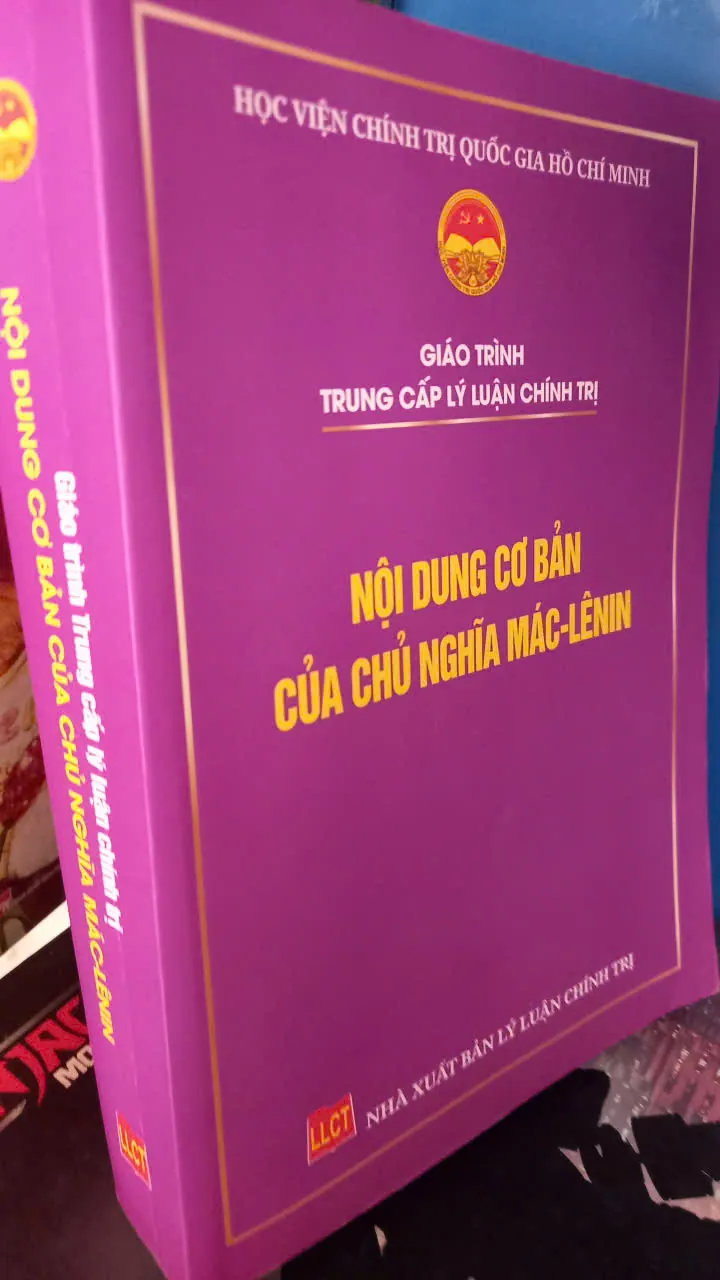 HỌC VIỆN CHÍNH TRỊ QUỐC GIA HỒ CHÍ MINH
GIÁO TRÌNH
TRUNG CẤP LÝ LUẬN CHÍNH TRỊ
NỘI DUNG CƠ BẢN
CỦA CHỦ NGHĨA MÁC-LÊNIN
LLCT
NHÀ XUẤT BẢN LÝ LUẬN CHÍNH TRỊ
Giáo trình Trung cấp lý luận chính trị
NỘI DUNG CƠ BẢN CỦA CHỦ NGHĨA MÁC-LÊNIN
LLCT